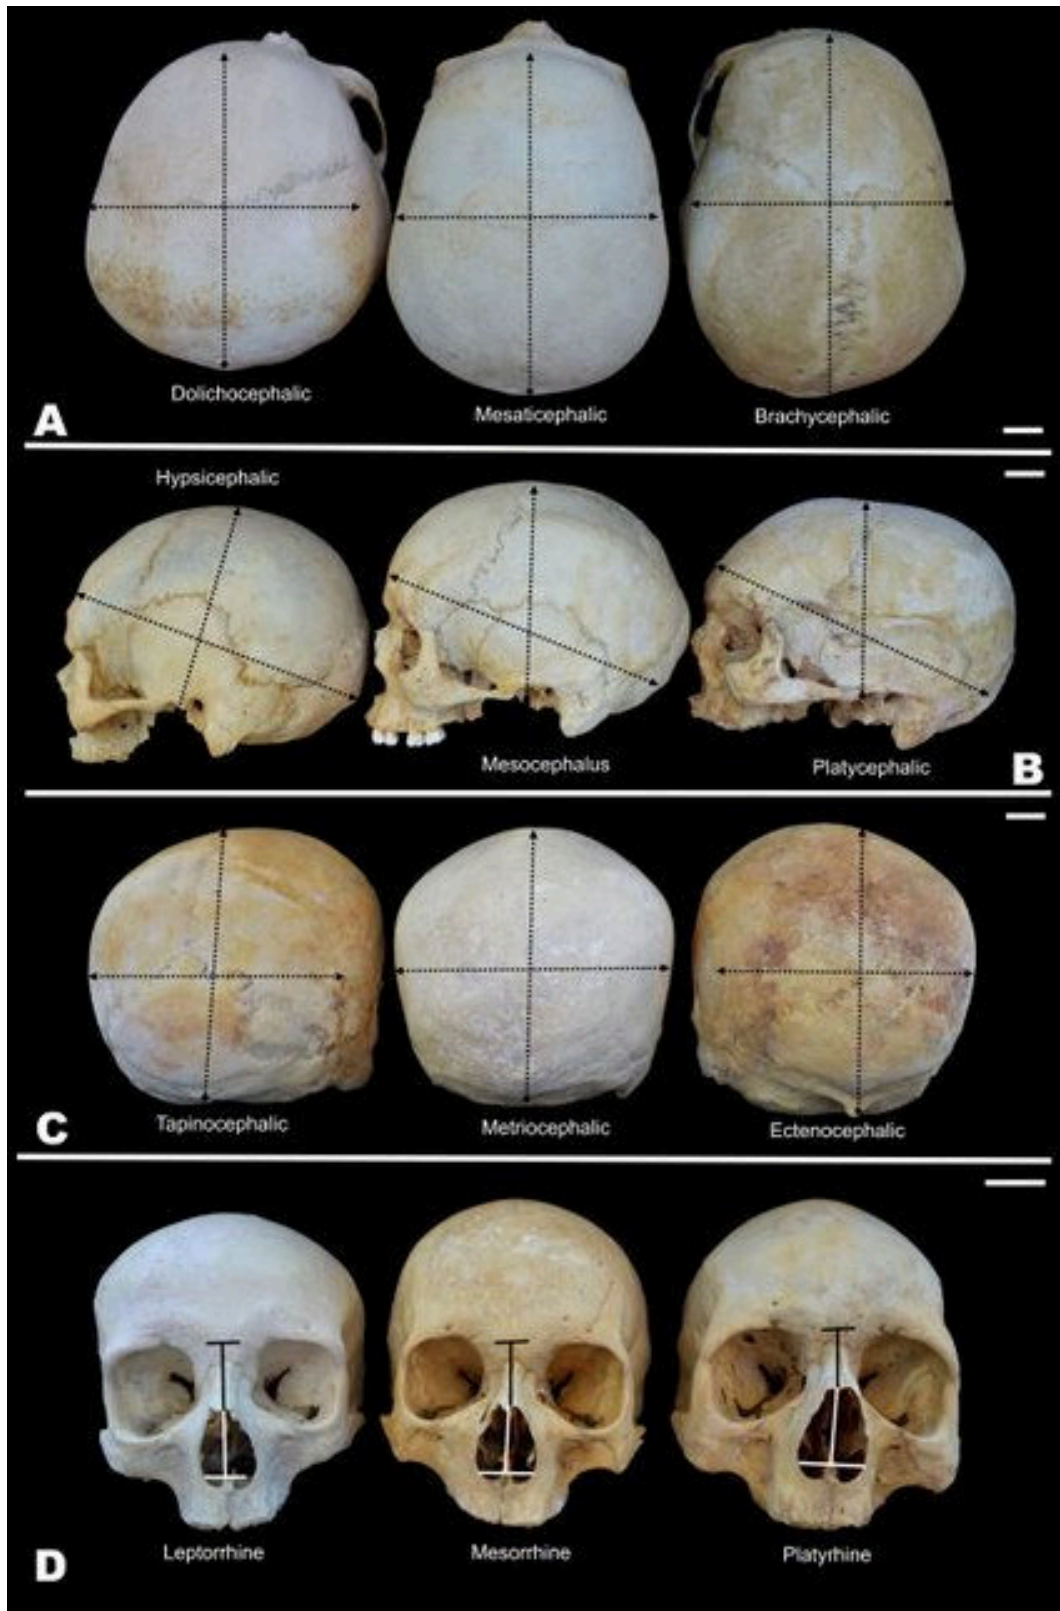 Dolichocephalic
Mesaticephalic
Brachycephalic
A
Hypsicephalic
Mesocephalus
Platycephalic
B
Tapinocephalic
Metriocephalic
Ectenocephalic
C
Leptorrhine
Mesorrhine
Platyrhine
D